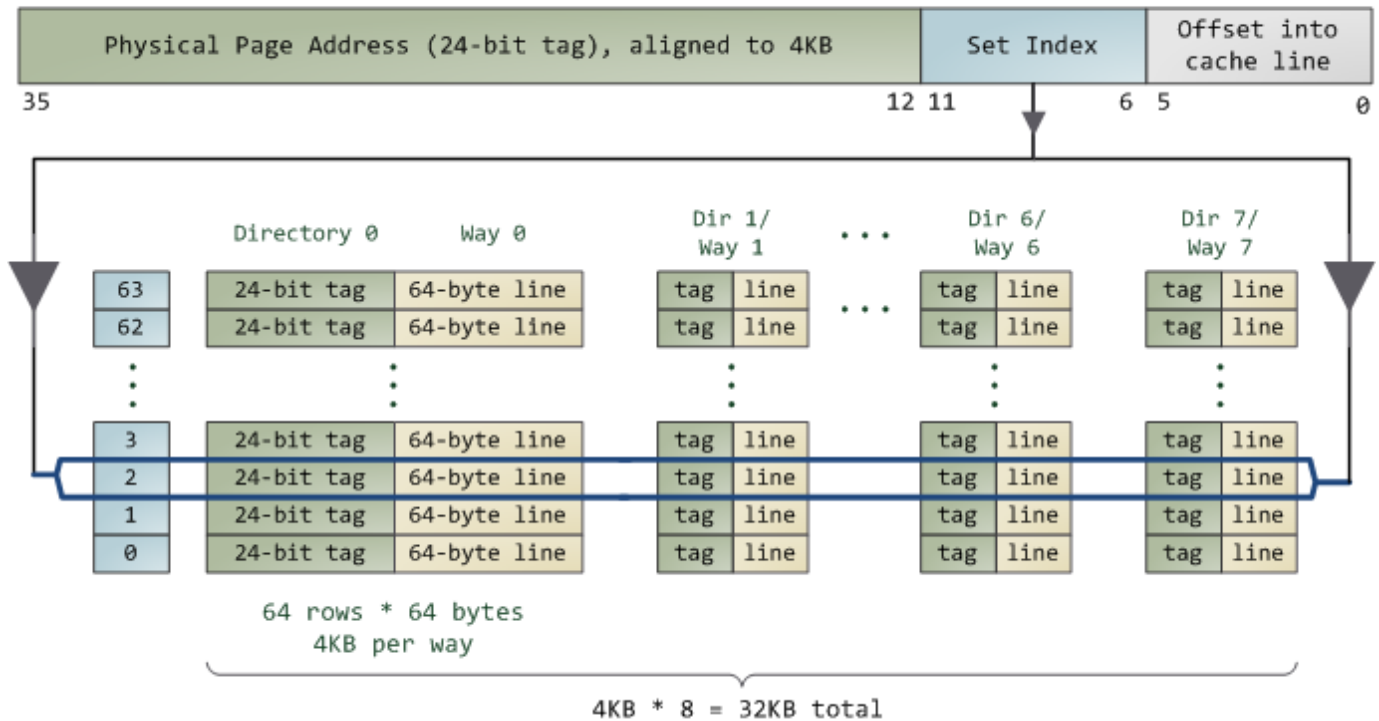 Physical Page Address (24-bit tag), aligned to 4KB
Set Index
Offset into
cache line
35
12
11
6
5
0
Directory 0
Way 0
Dir 1/
Way 1
...
Dir 6/
Way 6
Dir 7/
Way 7
63
24-bit tag
64-byte line
tag
line
...
tag
line
tag
line
62
24-bit tag
64-byte line
tag
line
tag
line
tag
line
3
24-bit tag
64-byte line
tag
line
tag
line
tag
line
2
24-bit tag
64-byte line
tag
line
tag
line
tag
line
1
24-bit tag
64-byte line
tag
line
tag
line
tag
line
0
24-bit tag
64-byte line
tag
line
tag
line
tag
line
64 rows * 64 bytes
4KB per way
4KB * 8 = 32KB total